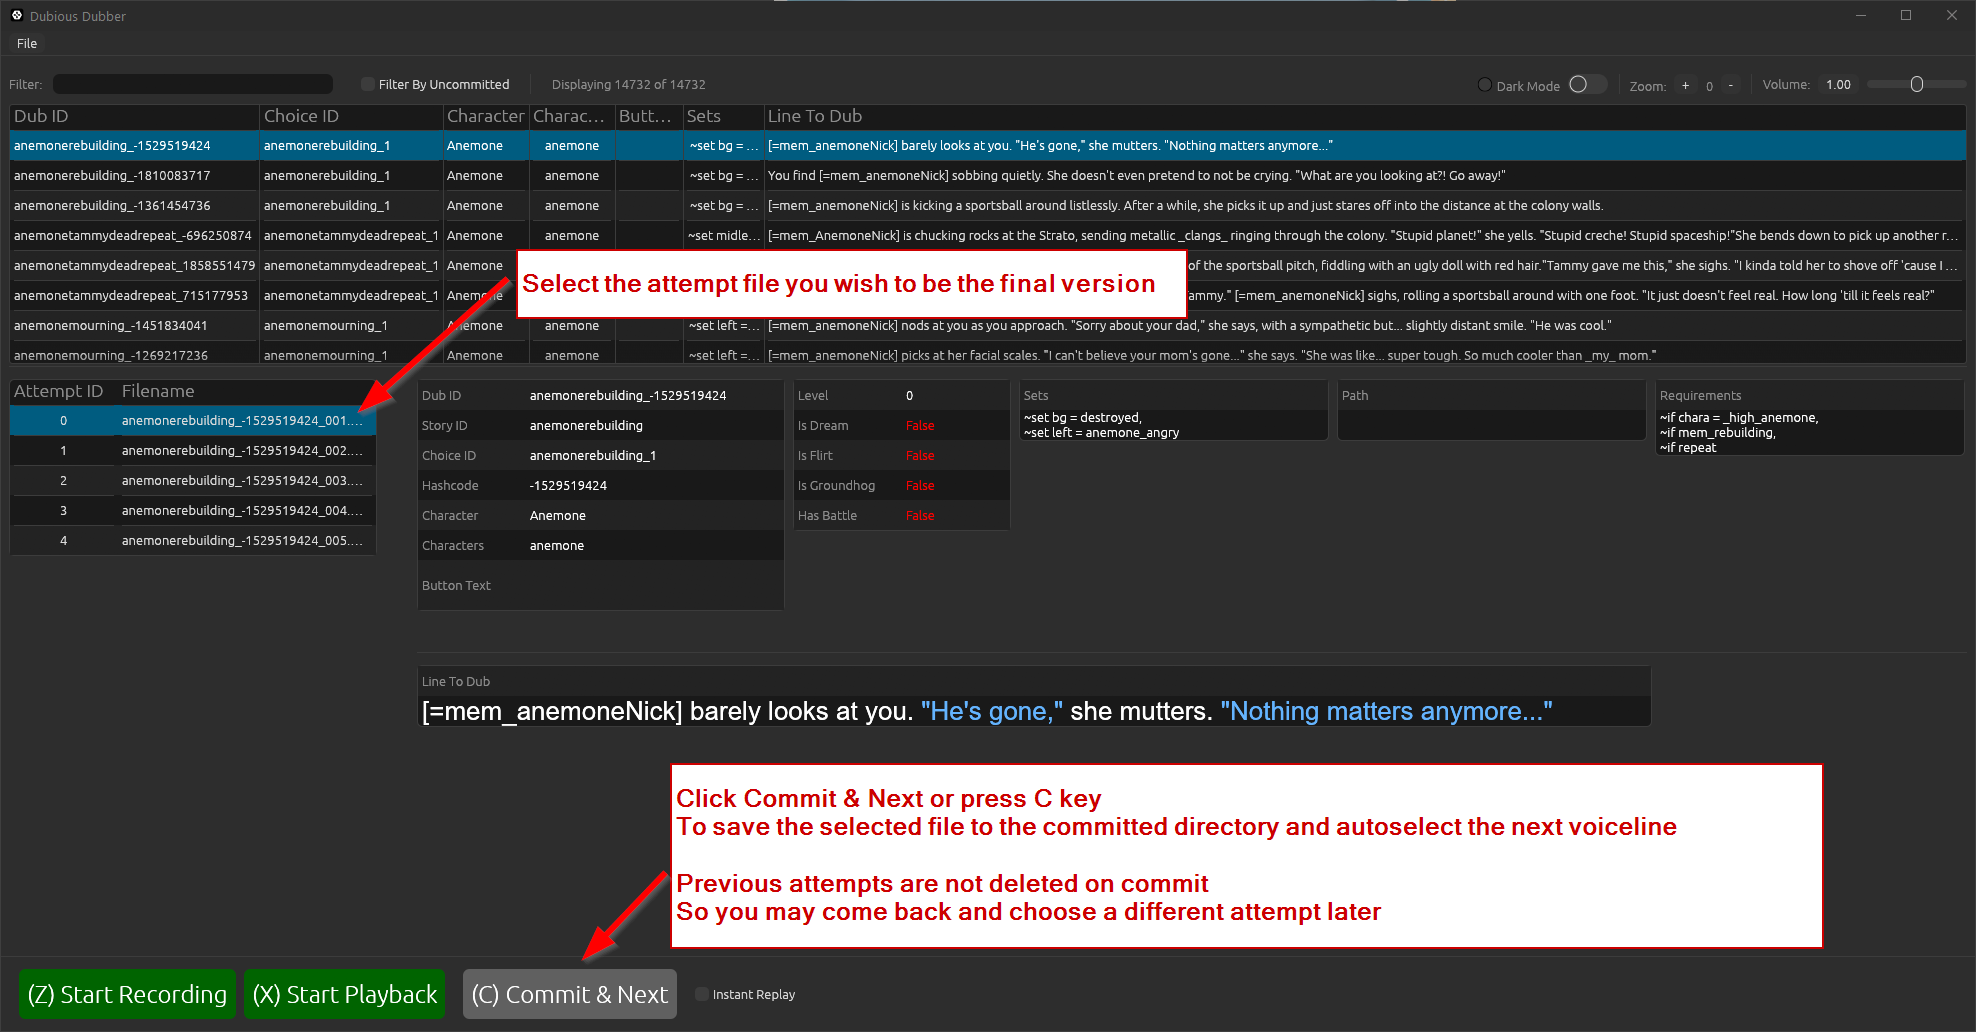 Dubious Dubber
File
Filter:
Filter By Uncommitted
Displaying 14732 of 14732
Dark Mode
Zoom: + 0 -
Volume: 1.00
Dub ID Choice ID Character Charac... Butt... Sets Line To Dub
anemonerebuilding_-1529519424 anemonerebuilding_1 Anemone anemone ~set bg = ... [=mem_anemoneNick] barely looks at you. "He's gone," she mutters. "Nothing matters anymore..."
anemonerebuilding_-1810083717 anemonerebuilding_1 Anemone anemone ~set bg = ... You find [=mem_anemoneNick] sobbing quietly. She doesn't even pretend to not be crying. "What are you looking at?! Go away!"
anemonerebuilding_-1361454736 anemonerebuilding_1 Anemone anemone ~set bg = ... [=mem_anemoneNick] is kicking a sportsball around listlessly. After a while, she picks it up and just stares off into the distance at the colony walls.
anemonetammydeadrepeat_-696250874 anemonetammydeadrepeat_1 Anemone anemone ~set midle... [=mem_AnemoneNick] is chucking rocks at the Strato, sending metallic _clangs_ ringing through the colony. "Stupid planet!" she yells. "Stupid creche! Stupid spaceship!"She bends down to pick up another r...
anemonetammydeadrepeat_1858551479 anemonetammydeadrepeat_1 Anemone of the sportsball pitch, fiddling with an ugly doll with red hair."Tammy gave me this," she sighs. "I kinda told her to shove off 'cause I ...
anemonetammydeadrepeat_715177953 anemonetammydeadrepeat_1 Anemone ammy." [=mem_anemoneNick] sighs, rolling a sportsball around with one foot. "It just doesn't feel real. How long 'till it feels real?"
anemonemourning_-1451834041 anemonemourning_1 Anemone anemone ~set left =... [=mem_anemoneNick] nods at you as you approach. "Sorry about your dad," she says, with a sympathetic but... slightly distant smile. "He was cool."
anemonemourning_-1269217236 anemonemourning_1 Anemone anemone ~set left =... [=mem_anemoneNick] picks at her facial scales. "I can't believe your mom's gone..." she says. "She was like... super tough. So much cooler than _my_ mom."
Select the attempt file you wish to be the final version
Attempt ID Filename
0 anemonerebuilding_-1529519424_001....
1 anemonerebuilding_-1529519424_002....
2 anemonerebuilding_-1529519424_003....
3 anemonerebuilding_-1529519424_004....
4 anemonerebuilding_-1529519424_005....
Dub ID anemonerebuilding_-1529519424
Story ID anemonerebuilding
Choice ID anemonerebuilding_1
Hashcode -1529519424
Character Anemone
Characters anemone
Button Text
Level 0
Is Dream False
Is Flirt False
Is Groundhog False
Has Battle False
Sets
~set bg = destroyed,
~set left = anemone_angry
Path
Requirements
~if chara = _high_anemone,
~if mem_rebuilding,
~if repeat
Line To Dub
[=mem_anemoneNick] barely looks at you. "He's gone," she mutters. "Nothing matters anymore..."
Click Commit & Next or press C key
To save the selected file to the committed directory and autoselect the next voiceline
Previous attempts are not deleted on commit
So you may come back and choose a different attempt later
(Z) Start Recording
(X) Start Playback
(C) Commit & Next
Instant Replay